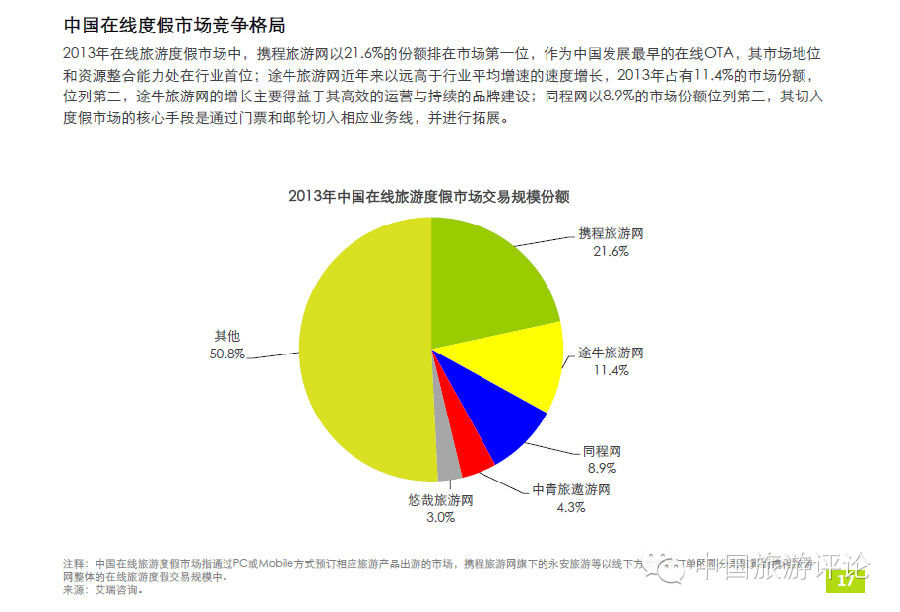 中国在线度假市场竞争格局
2013年在线旅游度假市场中，携程旅游网以21.6%的份额排在市场第一位，作为中国发展最早的在线OTA，其市场地位
和资源整合能力处在行业首位；途牛旅游网近年来以远高于行业平均增速的速度增长，2013年占有11.4%的市场份额，
位列第二，途牛旅游网的增长主要得益于其高效的运营与持续的品牌建设；同程网以8.9%的市场份额位列第二，其切入
度假市场的核心手段是通过门票和邮轮切入相应业务线，并进行拓展。
2013年中国在线旅游度假市场交易规模份额
携程旅游网
21.6%
其他
50.8%
途牛旅游网
11.4%
同程网
8.9%
中青旅遨游网
4.3%
悠哉旅游网
3.0%
注释：中国在线旅游度假市场指通过PC或Mobile方式预订相应旅游产品出游的市场，携程旅游网旗下的永安旅游等以线下方
网整体的在线旅游度假交易规模中。
来源：艾瑞咨询。
中国旅游评论
17